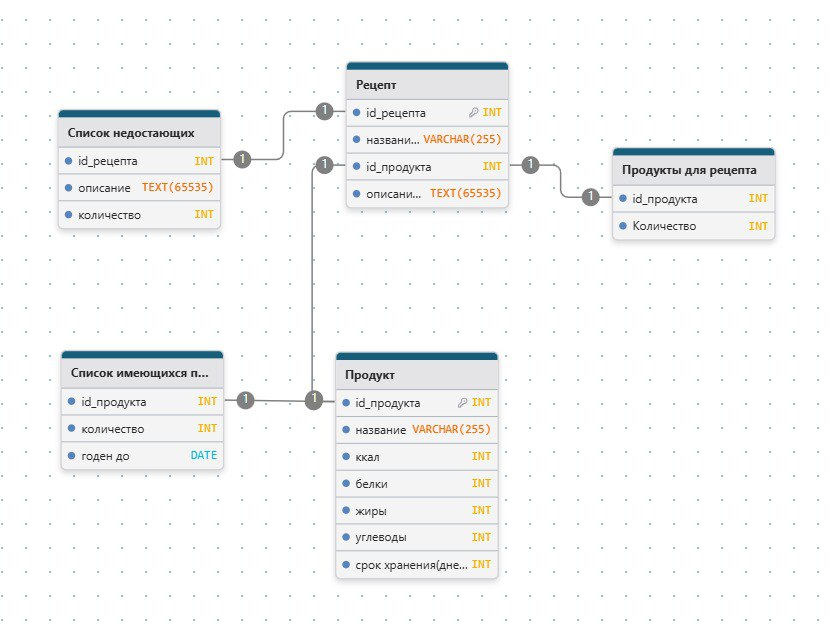 Рецепт
id_рецепта INT
названи... VARCHAR(255)
id_продукта INT
описани... TEXT(65535)
Список недостающих
id_рецепта INT
описание TEXT(65535)
количество INT
Продукты для рецепта
id_продукта INT
Количество INT
Список имеющихся п...
id_продукта INT
количество INT
годен до DATE
Продукт
id_продукта INT
название VARCHAR(255)
ккал INT
белки INT
жиры INT
углеводы INT
срок хранения(дне... INT
1
1
1
1
1
1
1